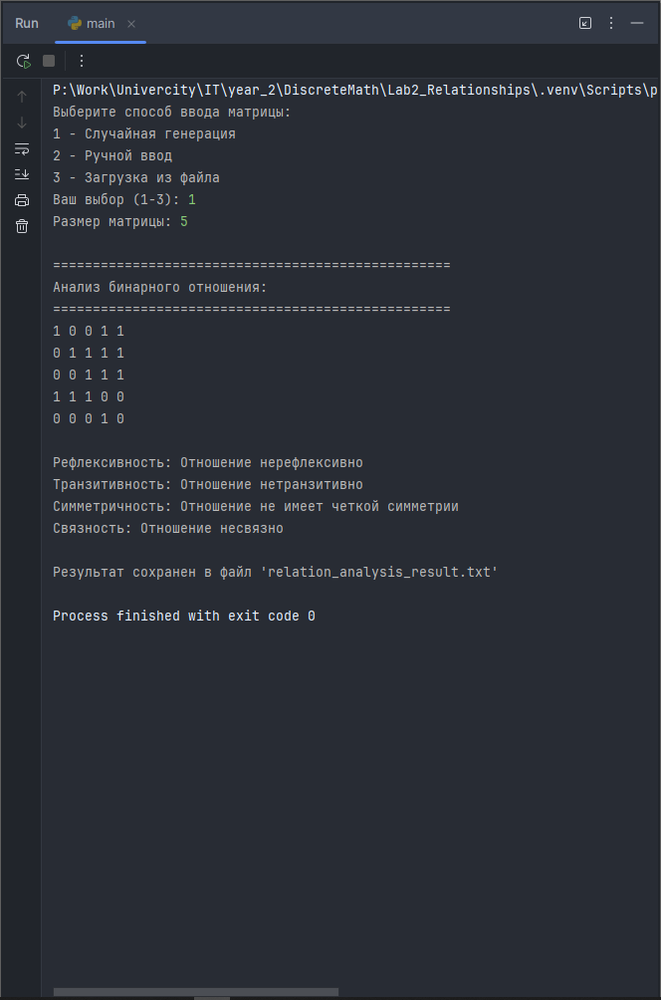 Run main
P:\Work\Univercity\IT\year_2\DiscreteMath\Lab2_Relationships\.venv\Scripts\p
Выберите способ ввода матрицы:
1 - Случайная генерация
2 - Ручной ввод
3 - Загрузка из файла
Ваш выбор (1-3): 1
Размер матрицы: 5
==================================================
Анализ бинарного отношения:
==================================================
1 0 0 1 1
0 1 1 1 1
0 0 1 1 1
1 1 1 0 0
0 0 0 1 0
Рефлексивность: Отношение нерефлексивно
Транзитивность: Отношение нетранзитивно
Симметричность: Отношение не имеет четкой симметрии
Связность: Отношение несвязно
Результат сохранен в файл 'relation_analysis_result.txt'
Process finished with exit code 0